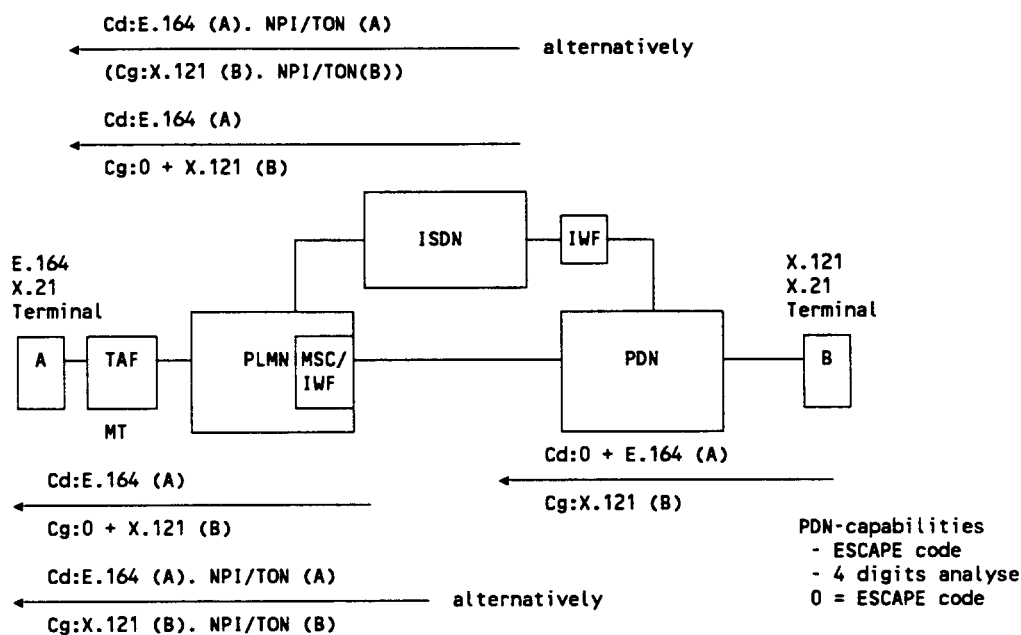 Cd:E.164 (A). NPI/TON (A)
alternatively
(Cg:X.121 (B). NPI/TON(B))
Cd:E.164 (A)
Cg:0 + X.121 (B)
ISDN
IWF
E.164
X.21
Terminal
X.121
X.21
Terminal
A
TAF
PLMN
MSC/
IWF
PDN
B
MT
Cd:0 + E.164 (A)
Cg:X.121 (B)
Cd:E.164 (A)
Cg:0 + X.121 (B)
PDN-capabilities
- ESCAPE code
- 4 digits analyse
0 = ESCAPE code
Cd:E.164 (A). NPI/TON (A)
alternatively
Cg:X.121 (B). NPI/TON (B)